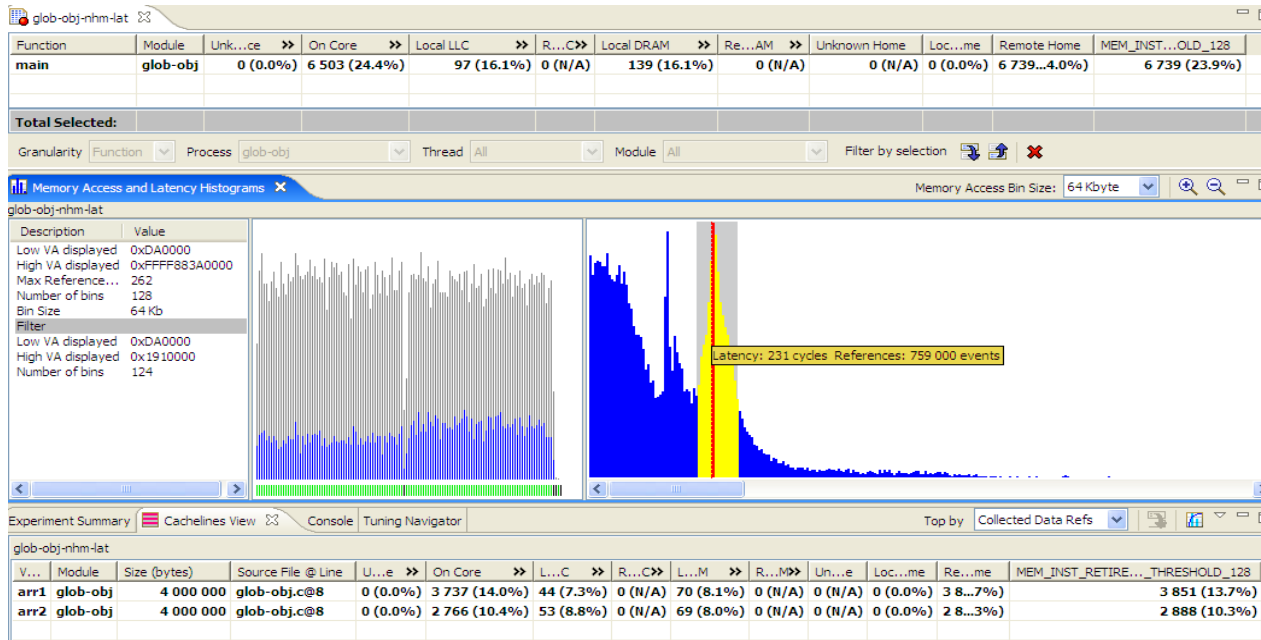 glob-obj-nhm-lat
Function Module Unk...ce >> On Core >> Local LLC >> R...C>> Local DRAM >> Re...AM >> Unknown Home Loc...me Remote Home MEM_INST...OLD_128
main glob-obj 0 (0.0%) 6 503 (24.4%) 97 (16.1%) 0 (N/A) 139 (16.1%) 0 (N/A) 0 (N/A) 0 (0.0%) 6 739...4.0%) 6 739 (23.9%)
Total Selected:
Granularity Function Process glob-obj Thread All Module All Filter by selection
Memory Access and Latency Histograms Memory Access Bin Size: 64 Kbyte
glob-obj-nhm-lat
Description Value
Low VA displayed 0xDA0000
High VA displayed 0xFFFF883A0000
Max Reference... 262
Number of bins 128
Bin Size 64 Kb
Filter
Low VA displayed 0xDA0000
High VA displayed 0x1910000
Number of bins 124
Latency: 231 cycles References: 759 000 events
Experiment Summary Cachelines View Console Tuning Navigator Top by Collected Data Refs
glob-obj-nhm-lat
V... Module Size (bytes) Source File @ Line U...e >> On Core >> L...C >> R...C>> L...M >> R...M>> Un...e Loc...me Re...me MEM_INST_RETIRE..._THRESHOLD_128
arr1 glob-obj 4 000 000 glob-obj.c@8 0 (0.0%) 3 737 (14.0%) 44 (7.3%) 0 (N/A) 70 (8.1%) 0 (N/A) 0 (N/A) 0 (0.0%) 3 8...7%) 3 851 (13.7%)
arr2 glob-obj 4 000 000 glob-obj.c@8 0 (0.0%) 2 766 (10.4%) 53 (8.8%) 0 (N/A) 69 (8.0%) 0 (N/A) 0 (N/A) 0 (0.0%) 2 8...3%) 2 888 (10.3%)